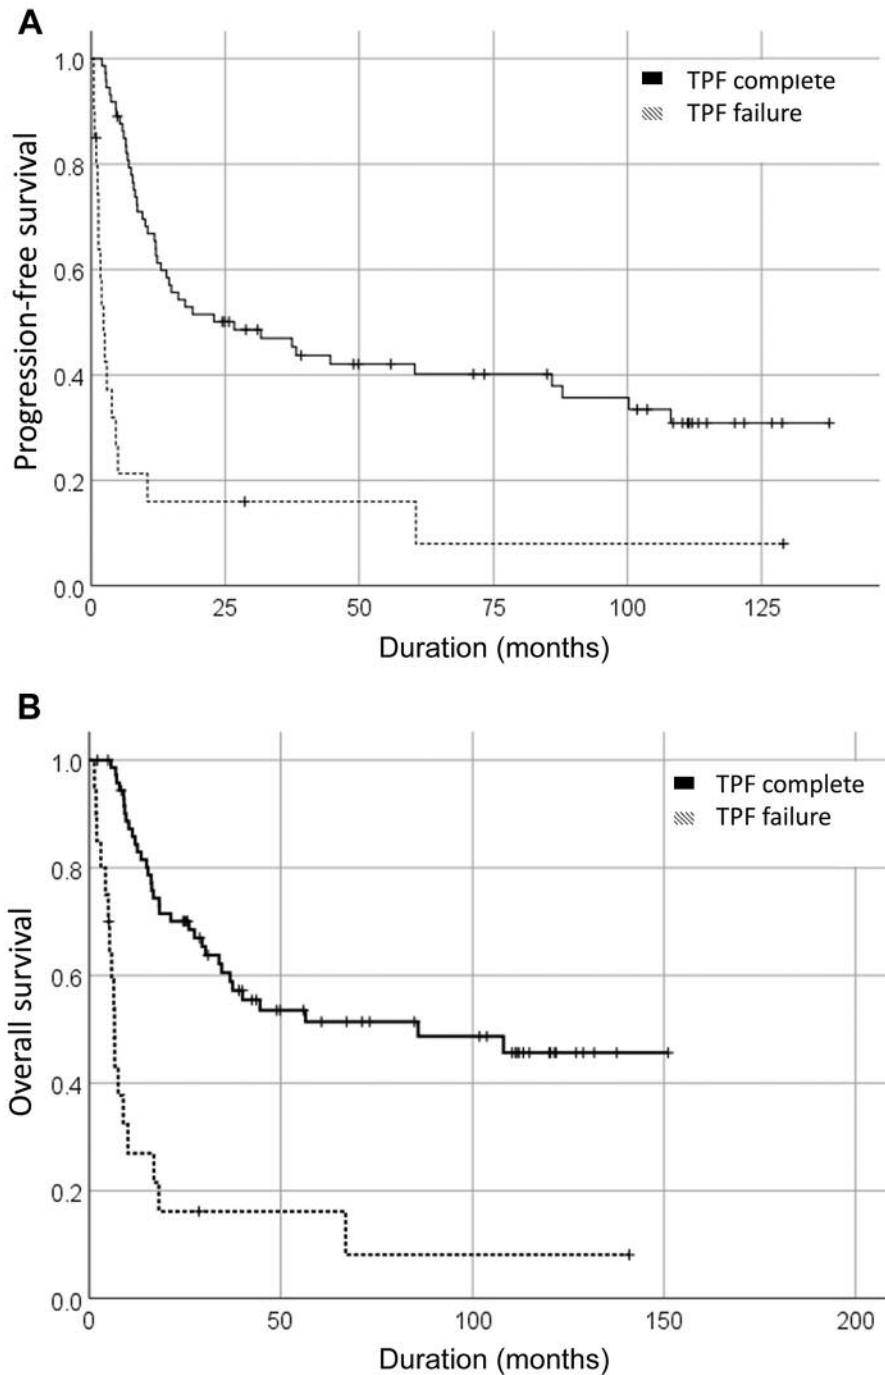 A
TPF complete
TPF failure
1.0
0.8
0.6
0.4
0.2
0.0
Progression-free survival
0 25 50 75 100 125
Duration (months)
B
TPF complete
TPF failure
1.0
0.8
0.6
0.4
0.2
0.0
Overall survival
0 50 100 150 200
Duration (months)